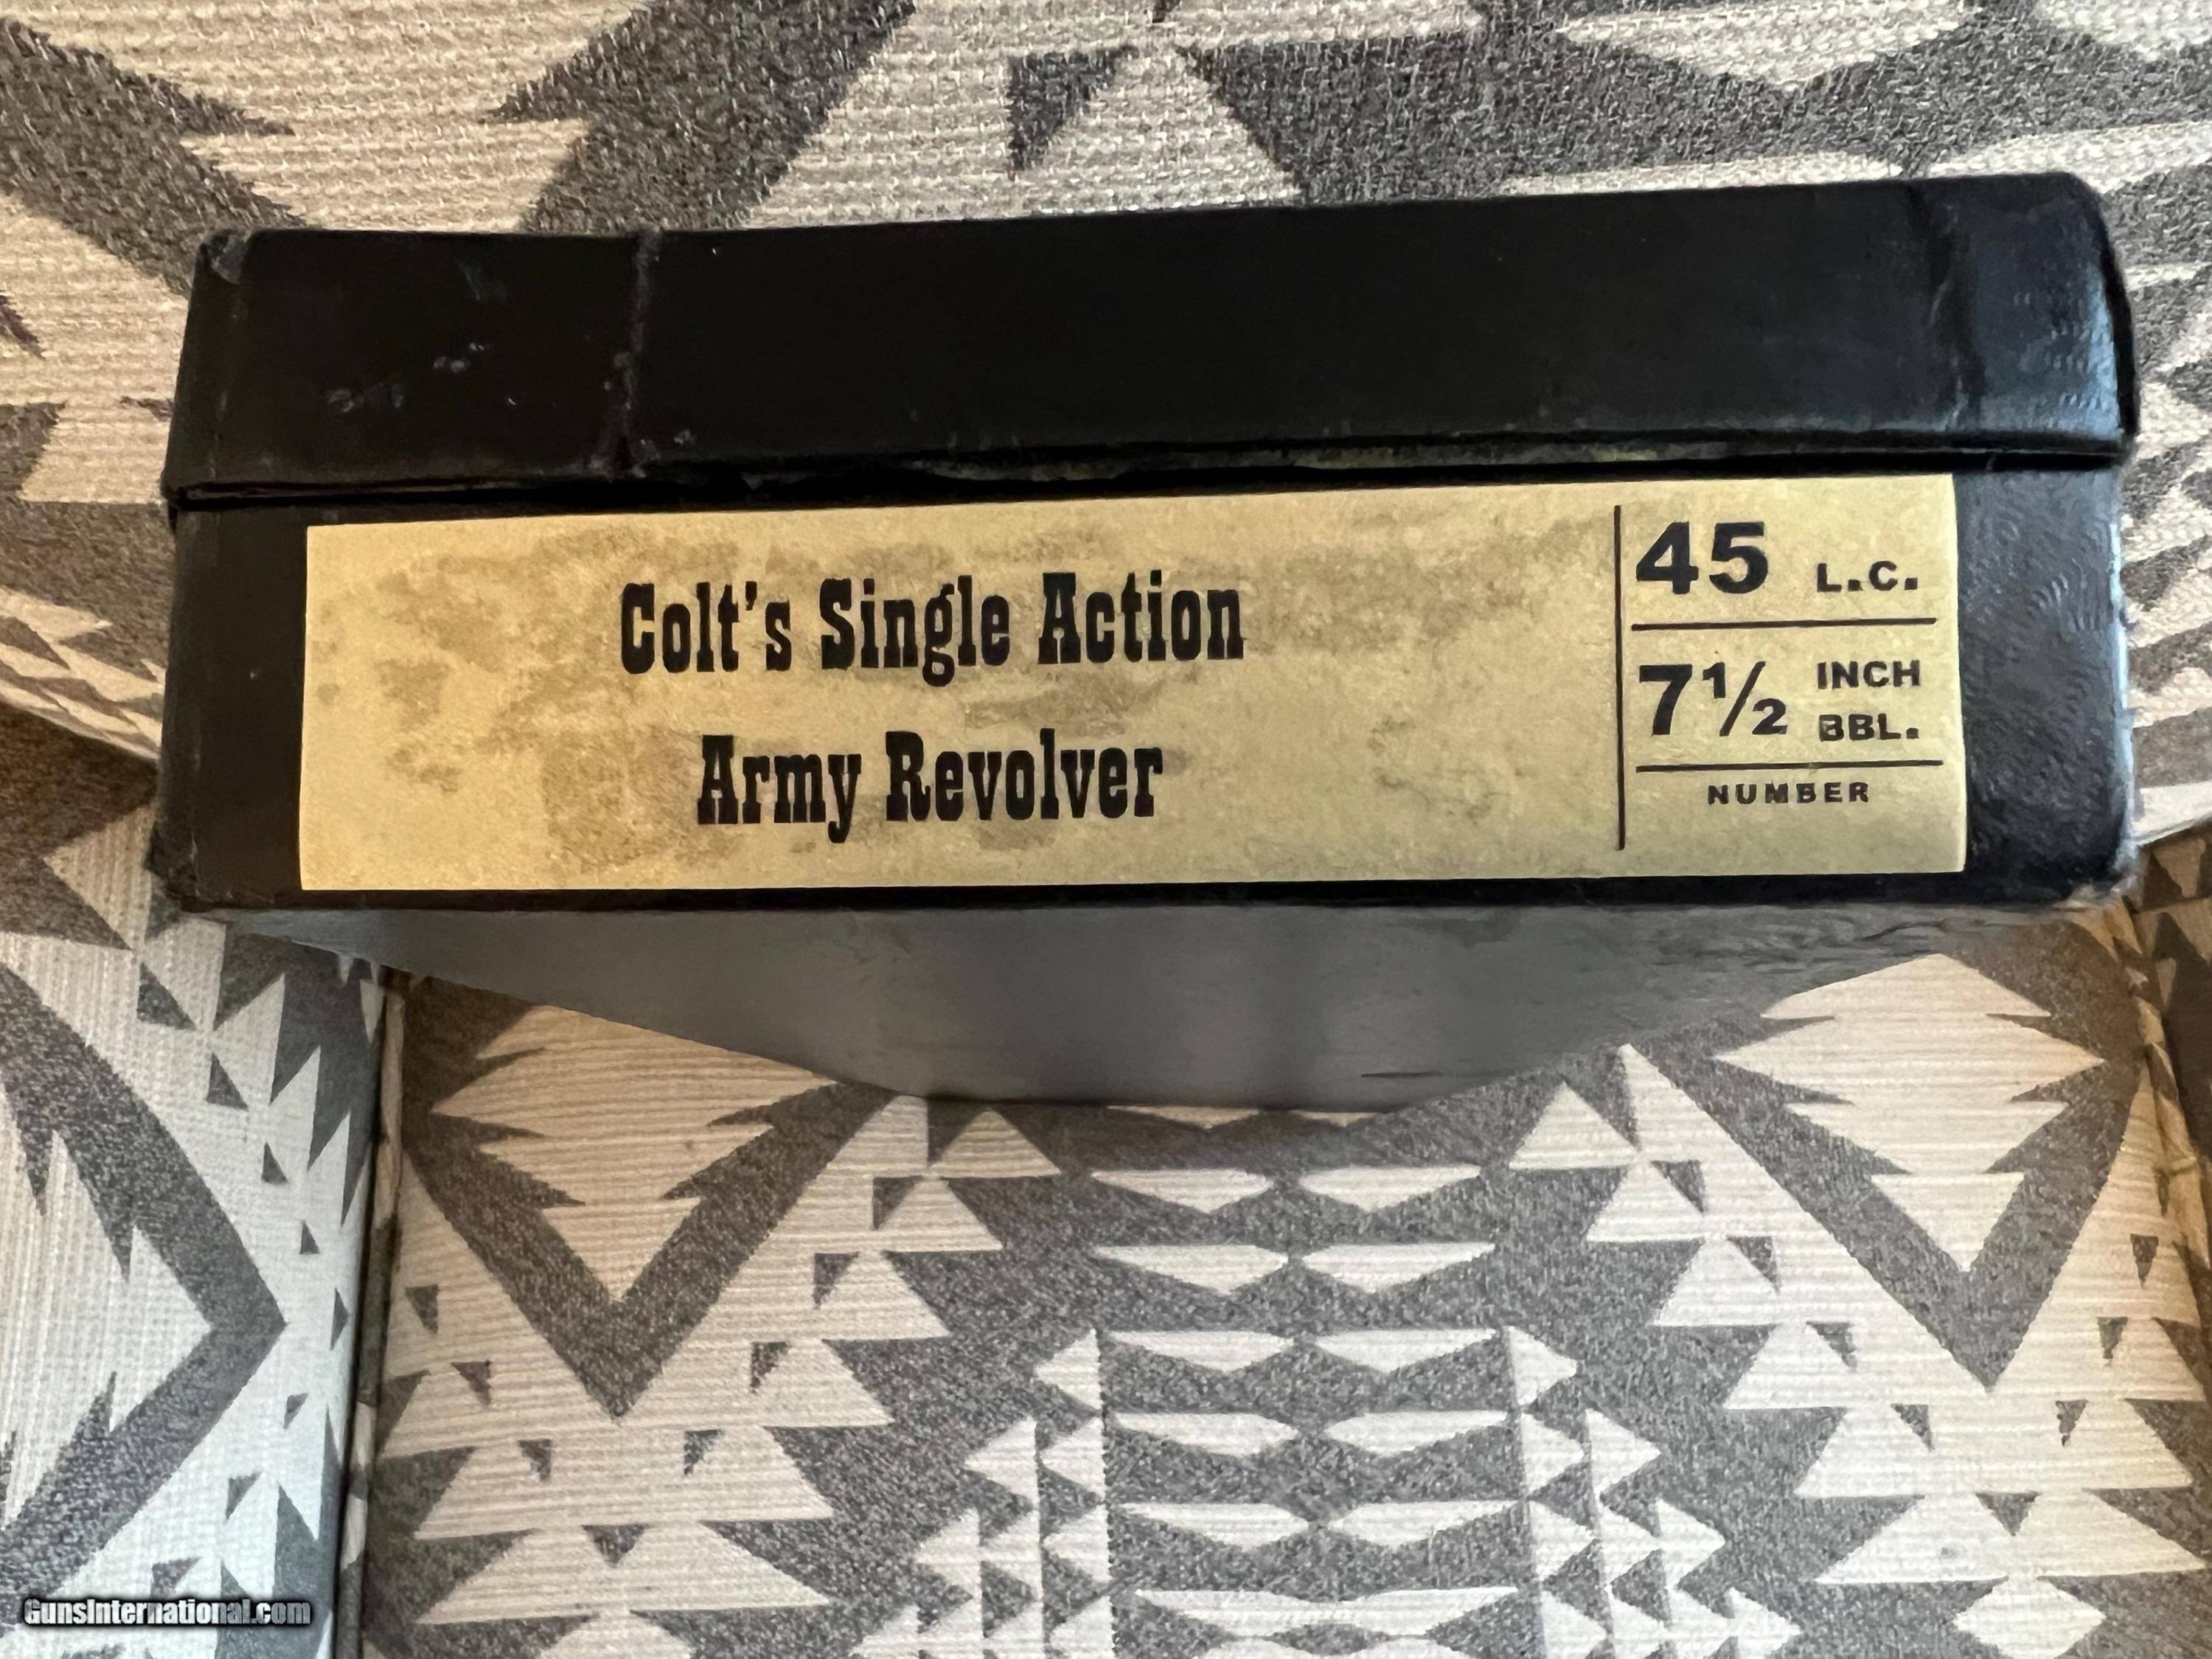 Colt's Single Action
Army Revolver
45 L.C.
7½ INCH
BBL.
NUMBER
GunsInternational.com